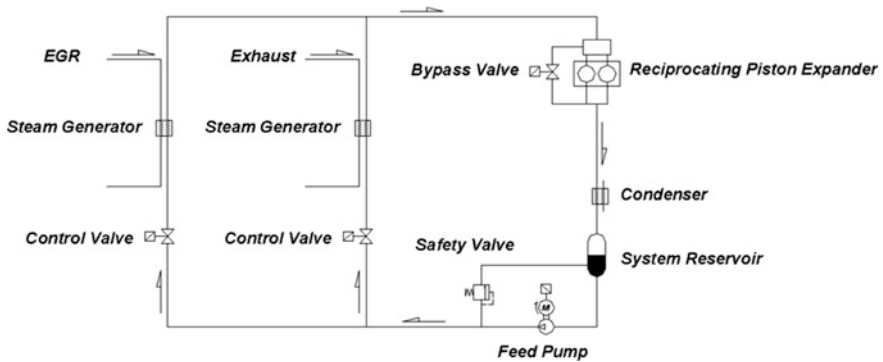 EGR
Exhaust
Bypass Valve
Reciprocating Piston Expander
Steam Generator
Steam Generator
Condenser
Control Valve
Control Valve
Safety Valve
System Reservoir
M
Feed Pump